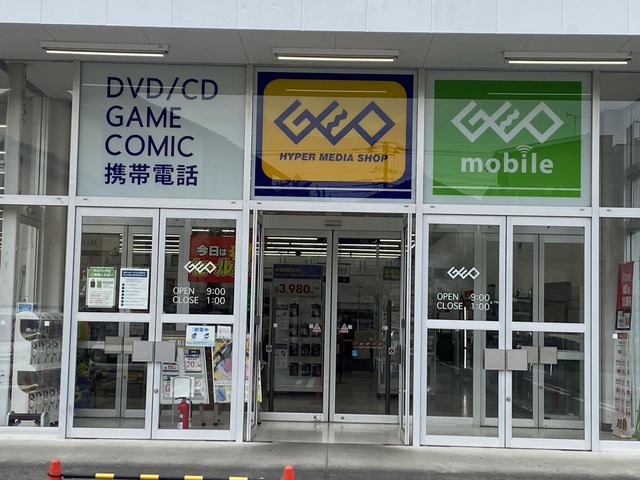 DVD/CD
GAME
COMIC
携帯電話
GEO
HYPER MEDIA SHOP
GEO
mobile
今日は
GEO
OPEN 9:00
CLOSE 1:00
3,980
GEO
OPEN 9:00
CLOSE 1:00